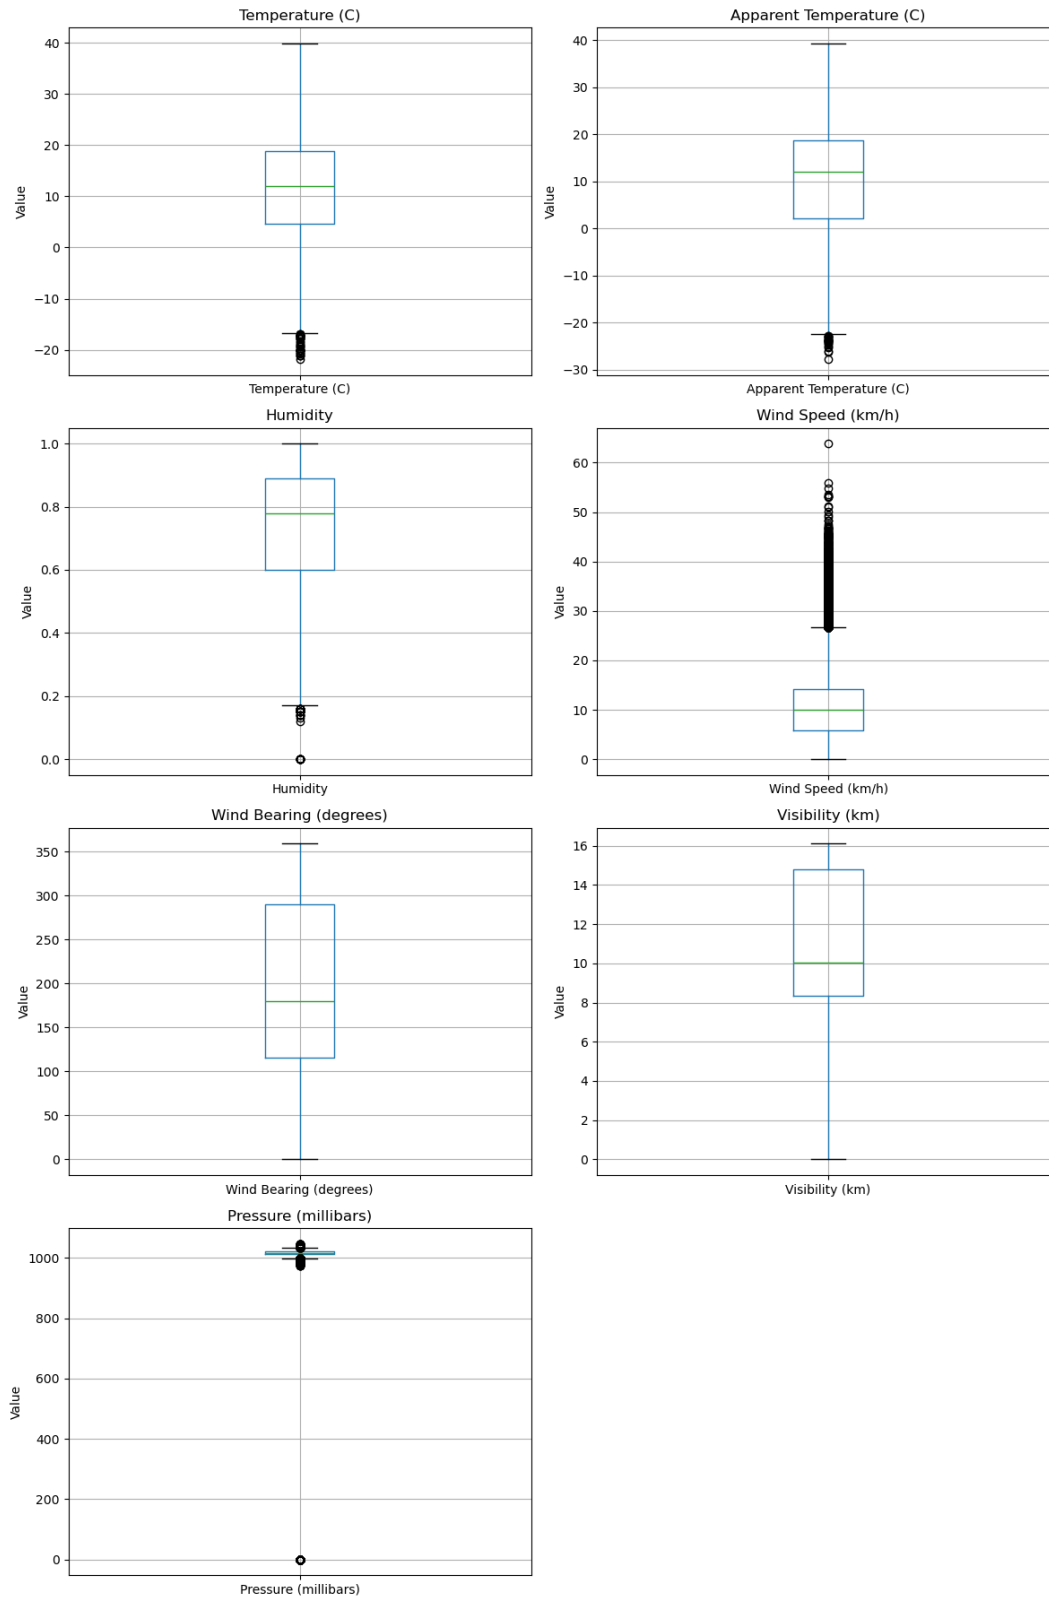 Temperature (C)
40
30
20
10
0
−10
−20
Value
Temperature (C)
Apparent Temperature (C)
40
30
20
10
0
−10
−20
−30
Value
Apparent Temperature (C)
Humidity
1.0
0.8
0.6
0.4
0.2
0.0
Value
Humidity
Wind Speed (km/h)
60
50
40
30
20
10
0
Value
Wind Speed (km/h)
Wind Bearing (degrees)
350
300
250
200
150
100
50
0
Value
Wind Bearing (degrees)
Visibility (km)
16
14
12
10
8
6
4
2
0
Value
Visibility (km)
Pressure (millibars)
1000
800
600
400
200
0
Value
Pressure (millibars)